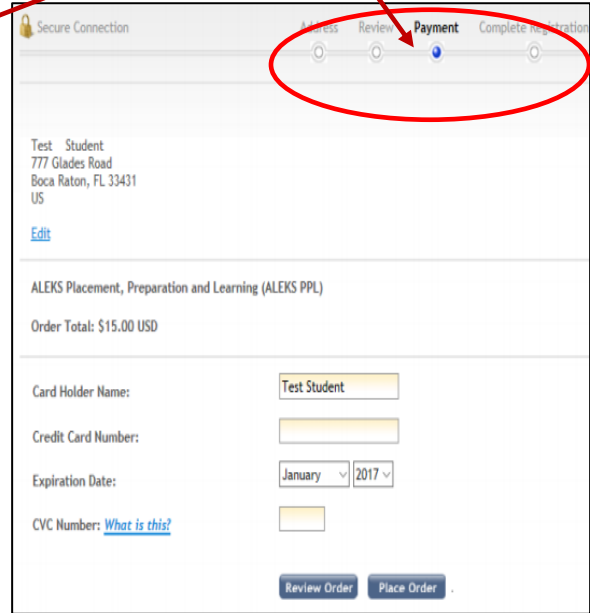 Secure Connection
Address Review Payment Complete Registration
Test Student
777 Glades Road
Boca Raton, FL 33431
US
Edit
ALEKS Placement, Preparation and Learning (ALEKS PPL)
Order Total: $15.00 USD
Card Holder Name: Test Student
Credit Card Number:
Expiration Date: January 2017
CVC Number: What is this?
Review Order Place Order .